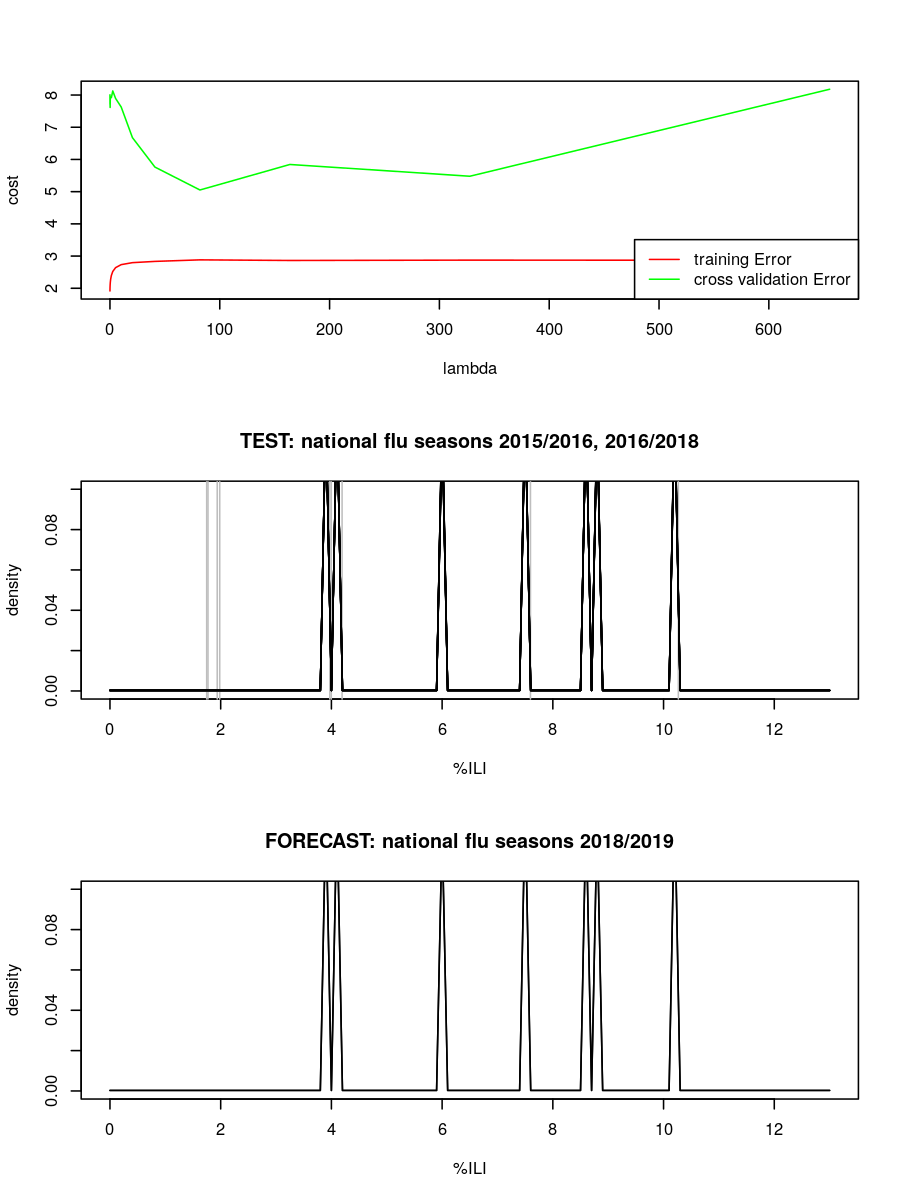 8
7
6
5
4
3
2
cost
training Error
cross validation Error
0 100 200 300 400 500 600
lambda
TEST: national flu seasons 2015/2016, 2016/2018
0.08
0.04
0.00
density
0 2 4 6 8 10 12
%ILI
FORECAST: national flu seasons 2018/2019
0.08
0.04
0.00
density
0 2 4 6 8 10 12
%ILI